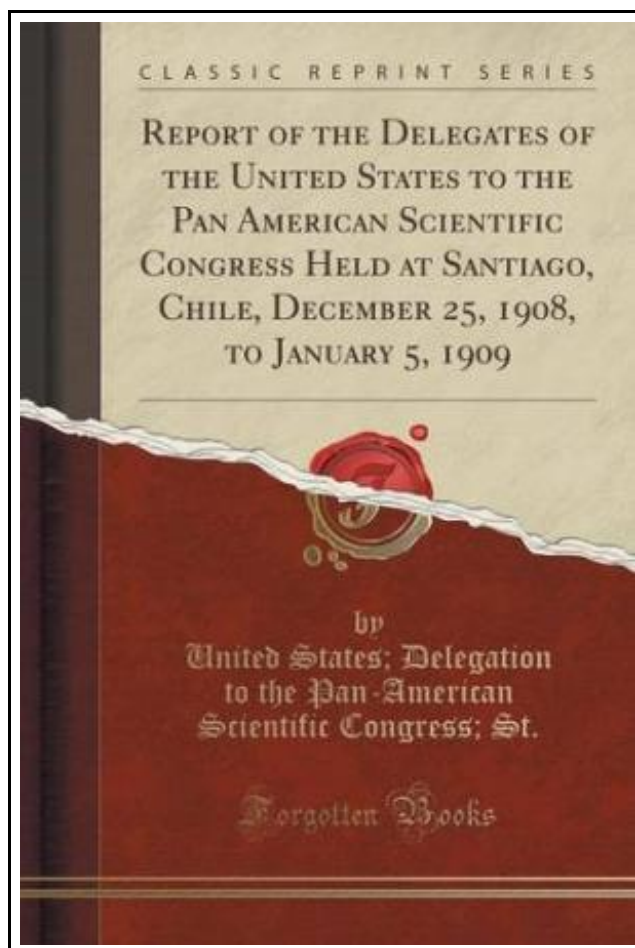 CLASSIC REPRINT SERIES
REPORT OF THE DELEGATES OF
THE UNITED STATES TO THE
PAN AMERICAN SCIENTIFIC
CONGRESS HELD AT SANTIAGO,
CHILE, DECEMBER 25, 1908,
TO JANUARY 5, 1909
by
United States; Delegation
to the Pan-American
Scientific Congress; St.
Forgotten Books